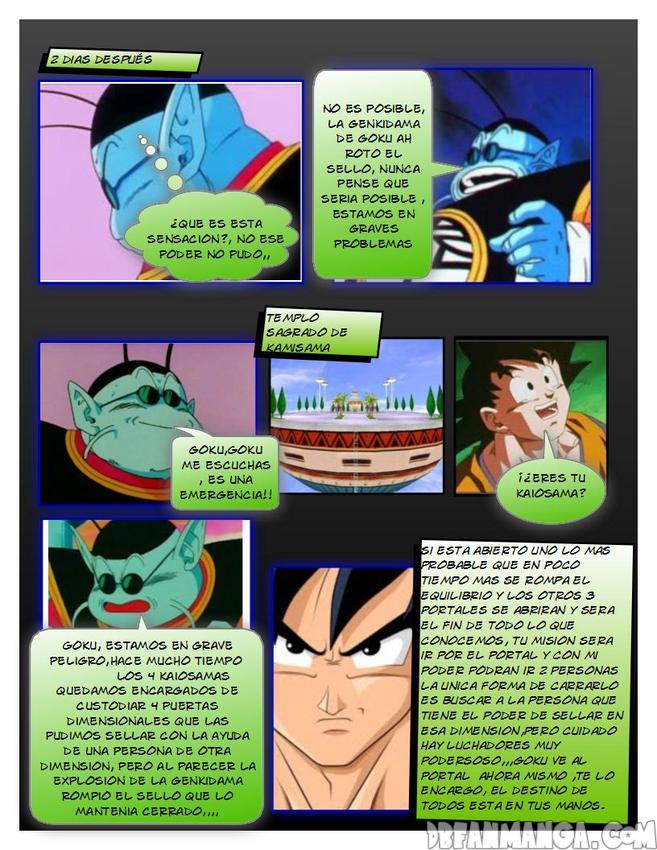 2 DIAS DESPUÉS
¿QUE ES ESTA
SENSACION?, NO ESE
PODER NO PUDO,,
NO ES POSIBLE,
LA GENKIDAMA
DE GOKU AH
ROTO EL
SELLO, NUNCA
PENSE QUE
SERIA POSIBLE ,
ESTAMOS EN
GRAVES
PROBLEMAS
TEMPLO
SAGRADO DE
KAMISAMA
GOKU,GOKU
ME ESCUCHAS
, ES UNA
EMERGENCIA!!
¡¿ERES TU
KAIOSAMA?
GOKU, ESTAMOS EN GRAVE
PELIGRO,HACE MUCHO TIEMPO
LOS 4 KAIOSAMAS
QUEDAMOS ENCARGADOS DE
CUSTODIAR 4 PUERTAS
DIMENSIONALES QUE LAS
PUDIMOS SELLAR CON LA AYUDA
DE UNA PERSONA DE OTRA
DIMENSION, PERO AL PARECER LA
EXPLOSION DE LA GENKIDAMA
ROMPIO EL SELLO QUE LO
MANTENIA CERRADO,,,,
SI ESTA ABIERTO UNO LO MAS
PROBABLE QUE EN POCO
TIEMPO MAS SE ROMPA EL
EQUILIBRIO Y LOS OTROS 3
PORTALES SE ABRIRAN Y SERA
EL FIN DE TODO LO QUE
CONOCEMOS, TU MISION SERA
IR POR EL PORTAL Y CON MI
PODER PODRAN IR 2 PERSONAS
LA UNICA FORMA DE CARRARLO
ES BUSCAR A LA PERSONA QUE
TIENE EL PODER DE SELLAR EN
ESA DIMENSION,PERO CUIDADO
HAY LUCHADORES MUY
PODERSOSO,,,GOKU VE AL
PORTAL AHORA MISMO ,TE LO
ENCARGO, EL DESTINO DE
TODOS ESTA EN TUS MANOS.
DBFANMANGA.COM